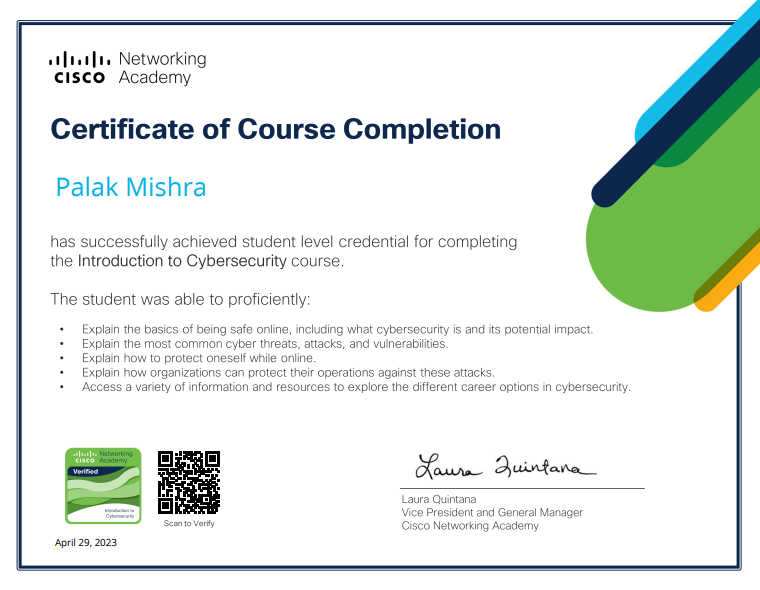 Networking
CISCO Academy
Certificate of Course Completion
Palak Mishra
has successfully achieved student level credential for completing
the Introduction to Cybersecurity course.
The student was able to proficiently:
• Explain the basics of being safe online, including what cybersecurity is and its potential impact.
• Explain the most common cyber threats, attacks, and vulnerabilities.
• Explain how to protect oneself while online.
• Explain how organizations can protect their operations against these attacks.
• Access a variety of information and resources to explore the different career options in cybersecurity.
Networking
CISCO Academy
Verified
Introduction to
Cybersecurity
Scan to Verify
April 29, 2023
Laura Quintana
Laura Quintana
Vice President and General Manager
Cisco Networking Academy